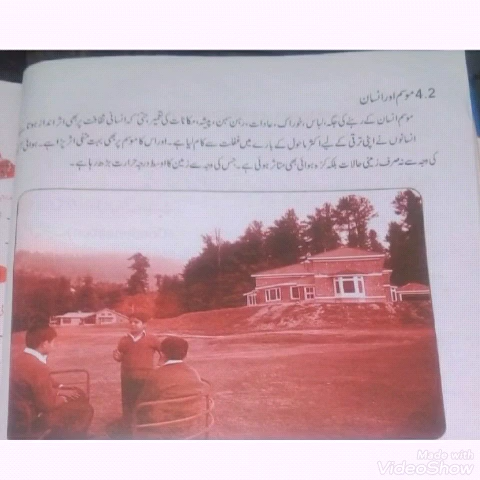 4.2 موسم اور انسان
موسم انسان کے رہنے کی جگہ، لباس، خوراک، عادات، رہن سہن، پیشہ، مکانات کی تعمیر حتیٰ کہ انسانی ثقافت پر بھی اثر انداز ہوتا
انسانوں نے اپنی ترقی کے لیے اکثر ماحول کے بارے میں غفلت سے کام لیا ہے۔ اور اس کا موسم پر بھی بہت منفی اثر پڑا ہے۔
کی وجہ سے نہ صرف زمینی حالات بلکہ کرہ ہوائی بھی متاثر ہوئی ہے۔ جس کی وجہ سے زمین کا اوسط درجہ حرارت بڑھ رہا ہے۔
Made with
VideoShow